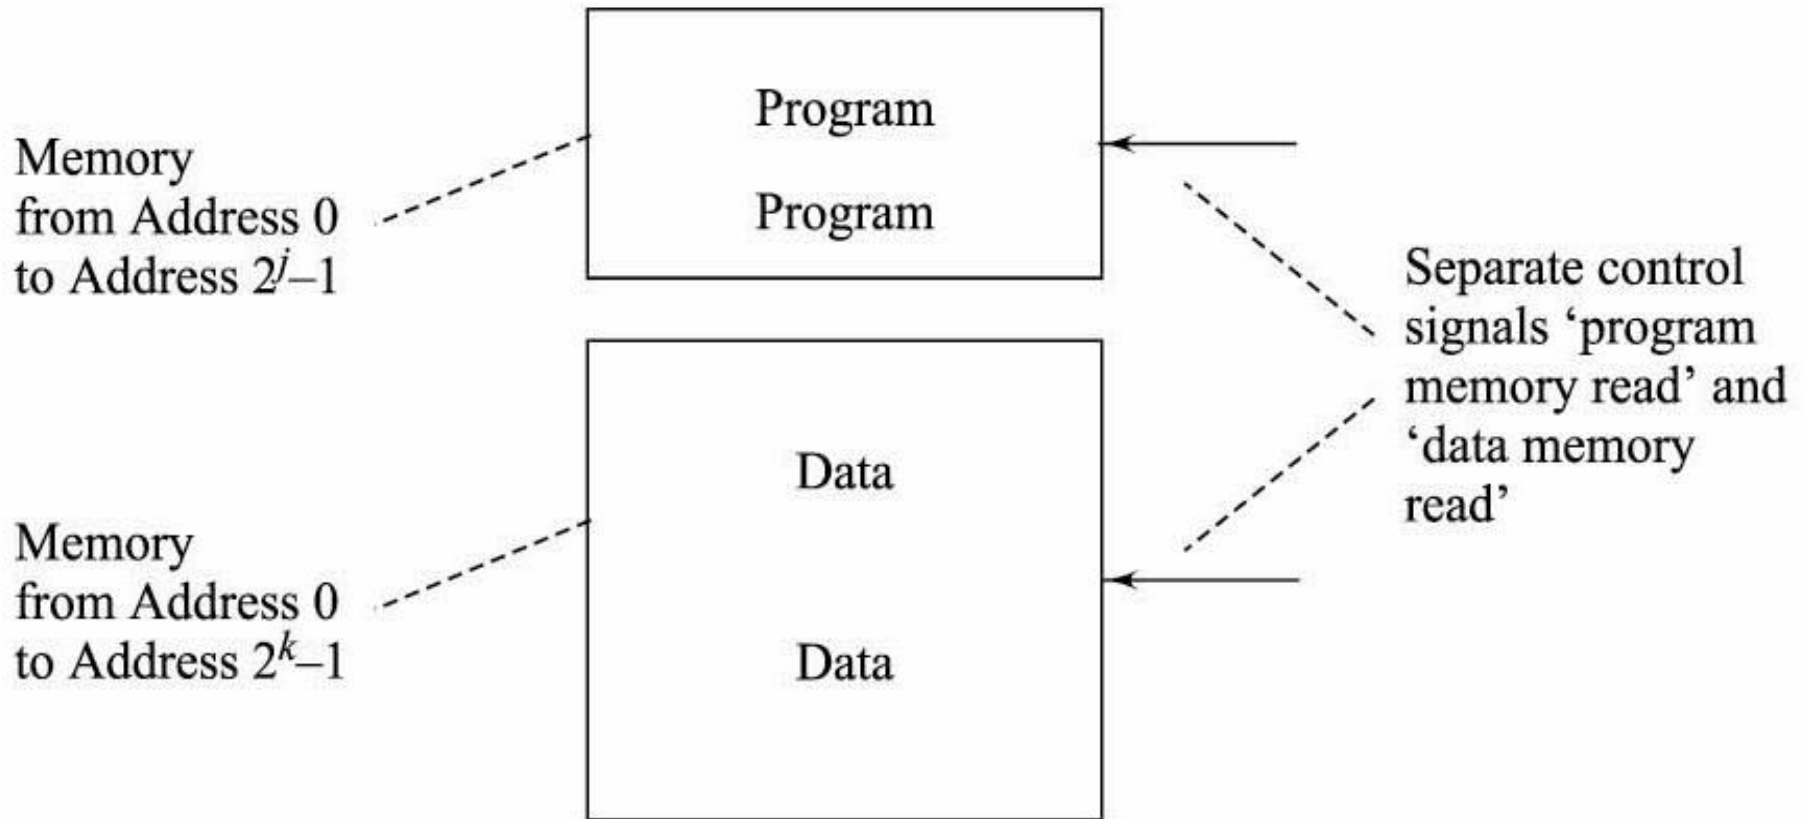 Program
Program
Memory
from Address 0
to Address 2^j–1
Separate control
signals ‘program
memory read’ and
‘data memory
read’
Data
Data
Memory
from Address 0
to Address 2^k–1